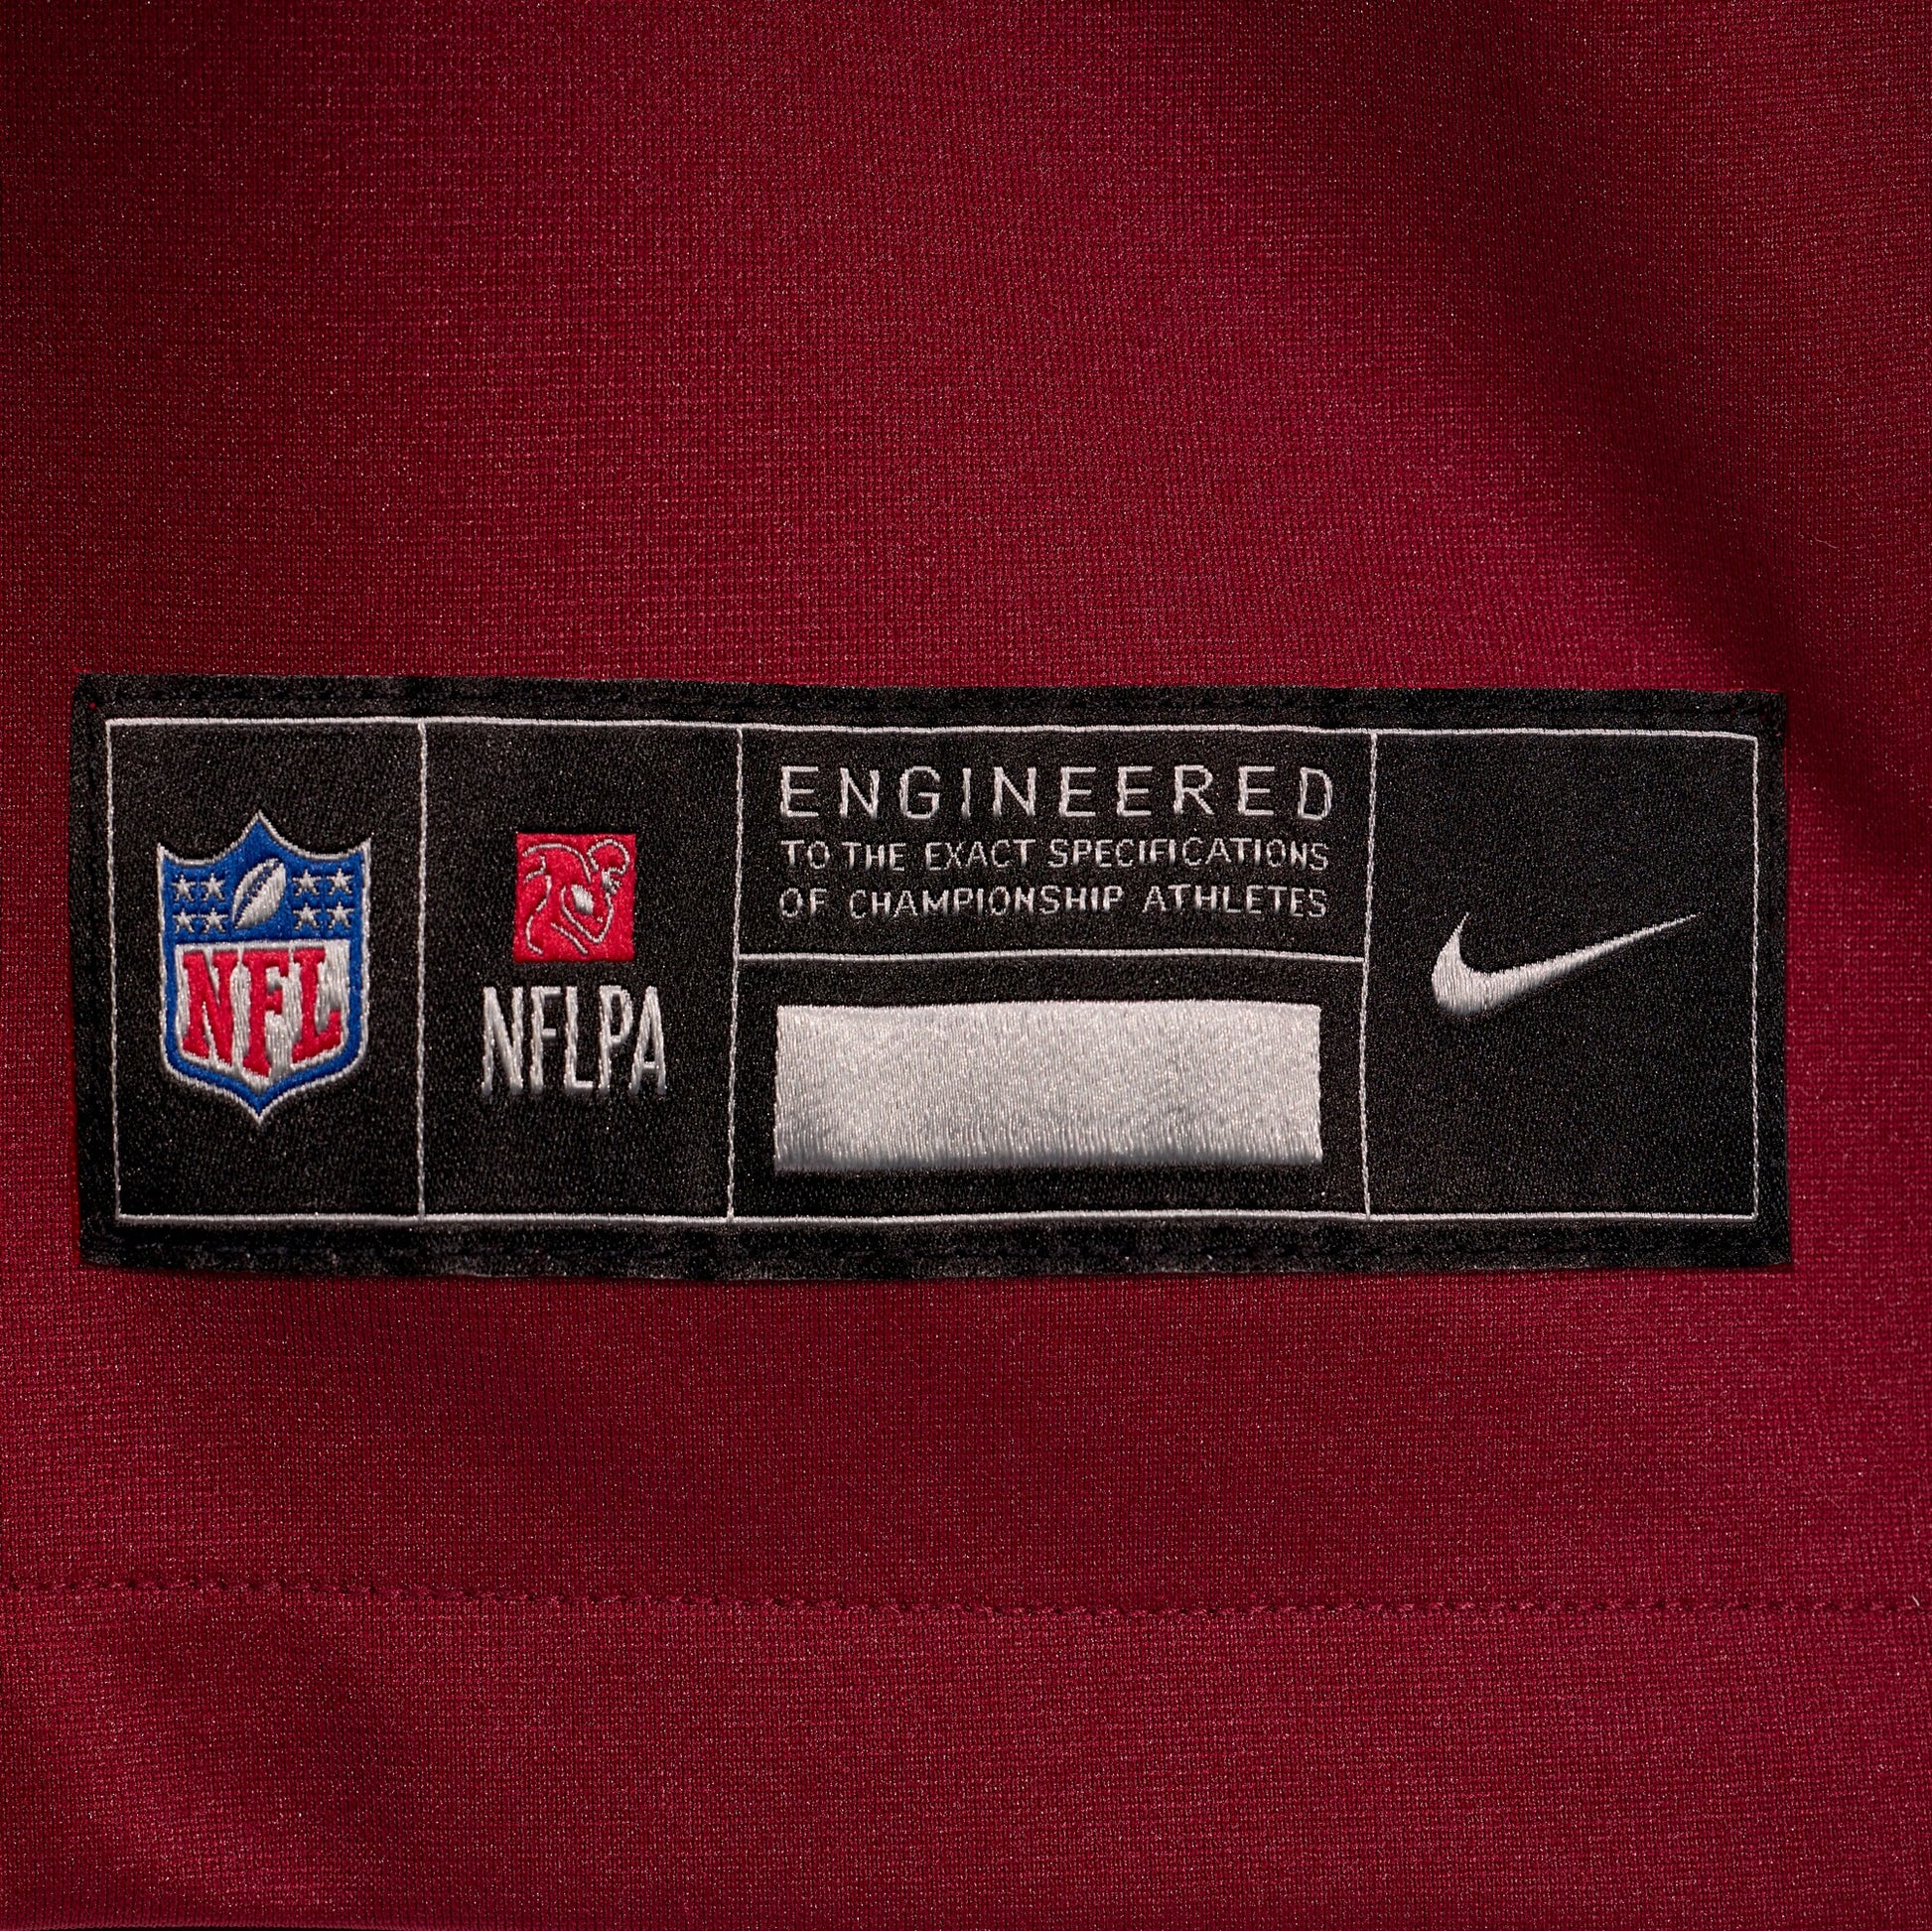 NFL
NFLPA
ENGINEERED
TO THE EXACT SPECIFICATIONS
OF CHAMPIONSHIP ATHLETES